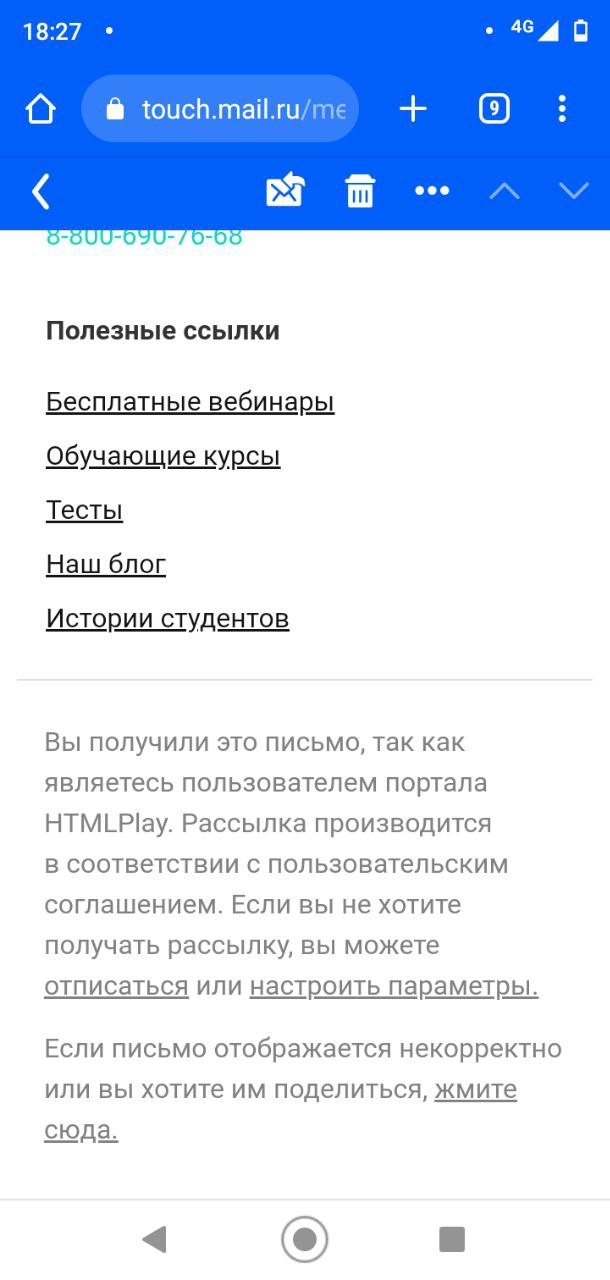 18:27
4G
touch.mail.ru/me
9
8-800-690-76-68
Полезные ссылки
Бесплатные вебинары
Обучающие курсы
Тесты
Наш блог
Истории студентов
Вы получили это письмо, так как
являетесь пользователем портала
HTMLPlay. Рассылка производится
в соответствии с пользовательским
соглашением. Если вы не хотите
получать рассылку, вы можете
отписаться или настроить параметры.
Если письмо отображается некорректно
или вы хотите им поделиться, жмите
сюда.